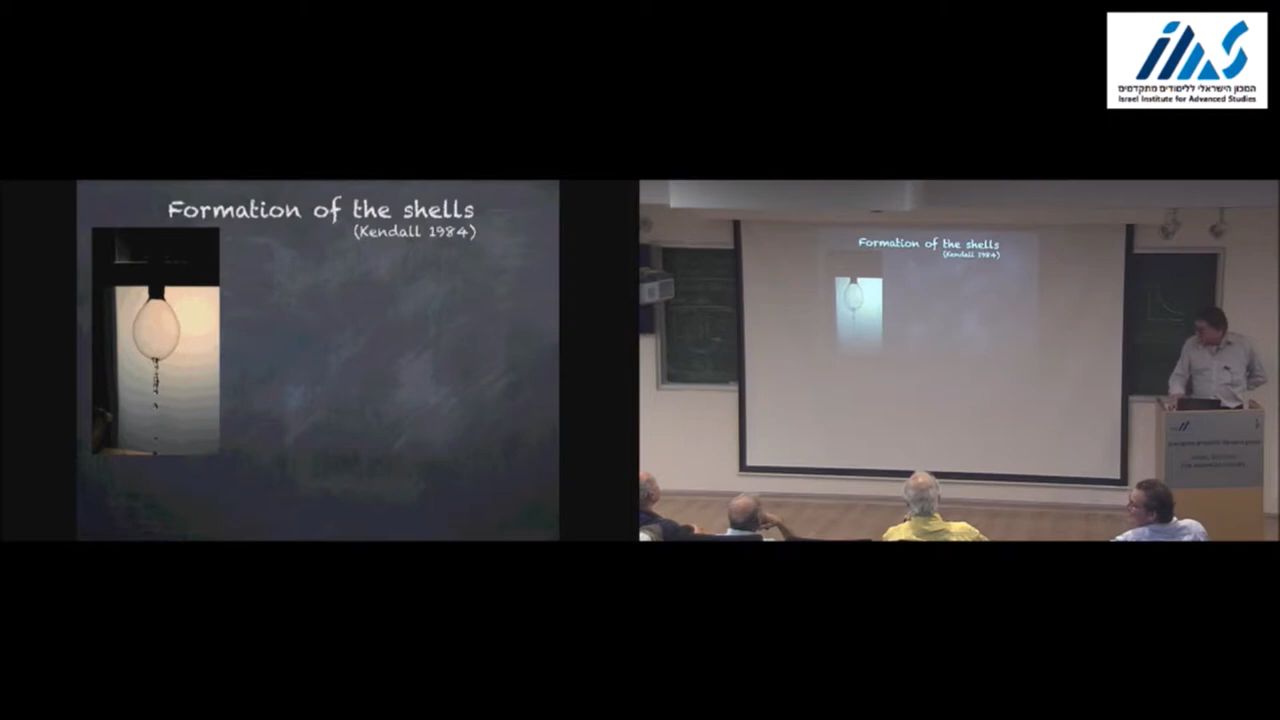 המכון הישראלי ללימודים מתקדמים
Israel Institute for Advanced Studies
Formation of the shells
(Kendall 1984)
Formation of the shells
(Kendall 1984)